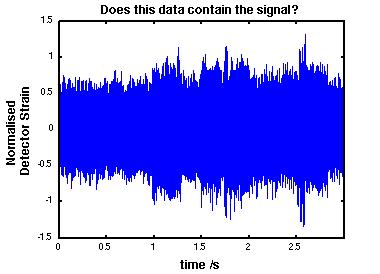 Does this data contain the signal?
1.5
1
0.5
0
-0.5
-1
-1.5
Normalised
Detector Strain
0 0.5 1 1.5 2 2.5
time /s